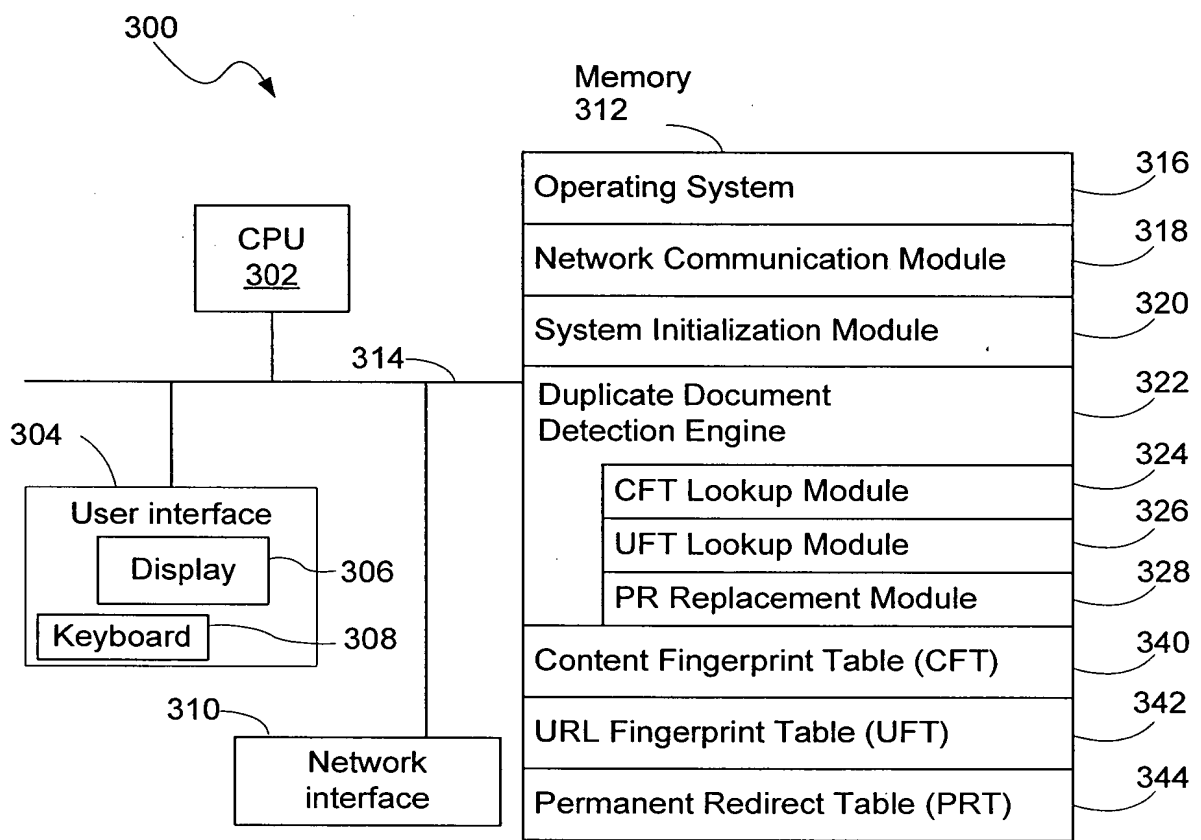 300
Memory
312
Operating System
316
Network Communication Module
318
System Initialization Module
320
Duplicate Document
Detection Engine
322
CFT Lookup Module
324
UFT Lookup Module
326
PR Replacement Module
328
Content Fingerprint Table (CFT)
340
URL Fingerprint Table (UFT)
342
Permanent Redirect Table (PRT)
344
CPU
302
314
304
User interface
Display
306
Keyboard
308
310
Network
interface